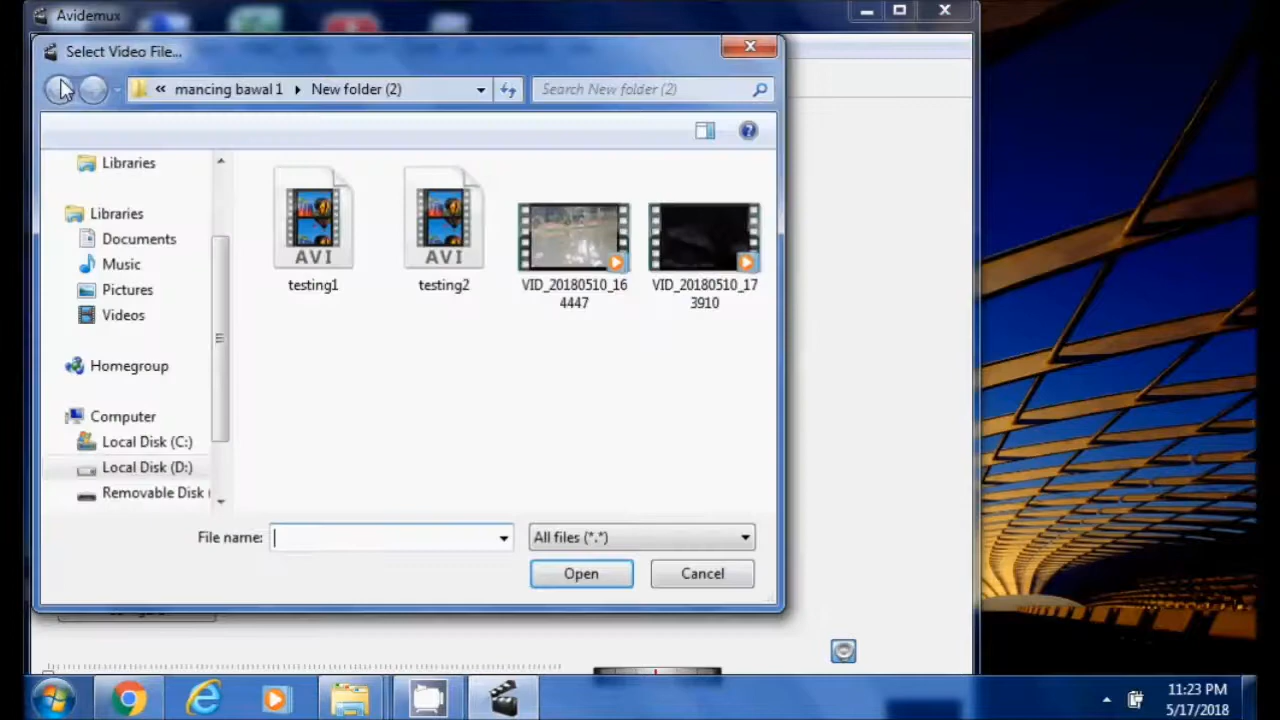 Avidemux
Select Video File...
« mancing bawal 1 ▸ New folder (2)
Search New folder (2)
Libraries
Libraries
Documents
Music
Pictures
Videos
Homegroup
Computer
Local Disk (C:)
Local Disk (D:)
Removable Disk (
AVI
testing1
AVI
testing2
VID_20180510_16
4447
VID_20180510_17
3910
File name:
All files (*.*)
Open
Cancel
11:23 PM
5/17/2018